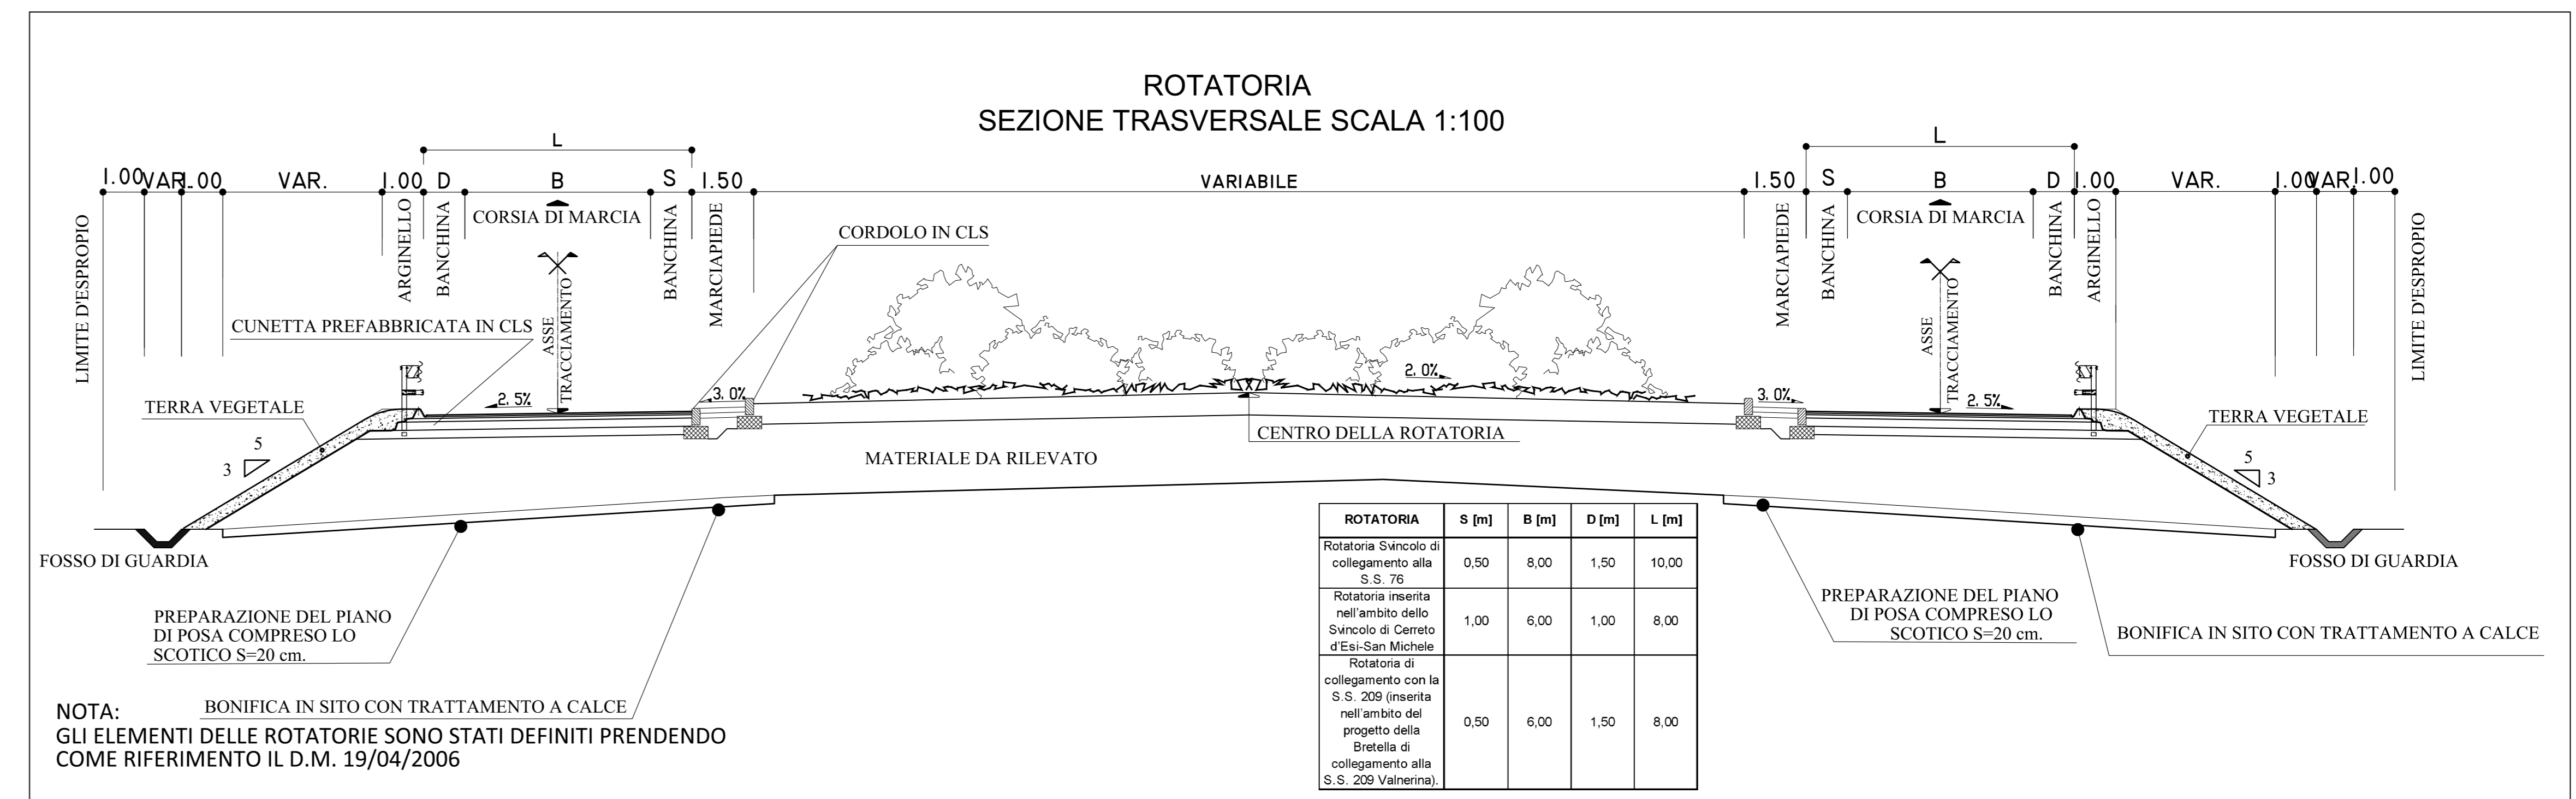 ROTATORIA
SEZIONE TRASVERSALE SCALA 1:100
L
L
1.00 VAR. 1.00 VAR. 1.00 D B S 1.50 VARIABILE 1.50 S B D 1.00 VAR. 1.00 VAR. 1.00
LIMITE D'ESPROPIO
ARGINELLO
BANCHINA
CORSIA DI MARCIA
BANCHINA
MARCIAPIEDE
MARCIAPIEDE
BANCHINA
CORSIA DI MARCIA
BANCHINA
ARGINELLO
LIMITE D'ESPROPIO
CORDOLO IN CLS
CUNETTA PREFABBRICATA IN CLS
ASSE
TRACCIAMENTO
ASSE
TRACCIAMENTO
TERRA VEGETALE
2.5%
3.0%
2.0%
3.0%
2.5%
TERRA VEGETALE
5
3
5
3
CENTRO DELLA ROTATORIA
MATERIALE DA RILEVATO
FOSSO DI GUARDIA
FOSSO DI GUARDIA
PREPARAZIONE DEL PIANO
DI POSA COMPRESO LO
SCOTICO S=20 cm.
BONIFICA IN SITO CON TRATTAMENTO A CALCE
PREPARAZIONE DEL PIANO
DI POSA COMPRESO LO
SCOTICO S=20 cm.
BONIFICA IN SITO CON TRATTAMENTO A CALCE
ROTATORIA S [m] B [m] D [m] L [m]
Rotatoria Svincolo di
collegamento alla
S.S. 76
0,50 8,00 1,50 10,00
Rotatoria inserita
nell'ambito dello
Svincolo di Cerreto
d'Esi-San Michele
1,00 6,00 1,00 8,00
Rotatoria di
collegamento con la
S.S. 209 (inserita
nell'ambito del
progetto della
Bretella di
collegamento alla
S.S. 209 Valnerina).
0,50 6,00 1,50 8,00
NOTA:
GLI ELEMENTI DELLE ROTATORIE SONO STATI DEFINITI PRENDENDO
COME RIFERIMENTO IL D.M. 19/04/2006